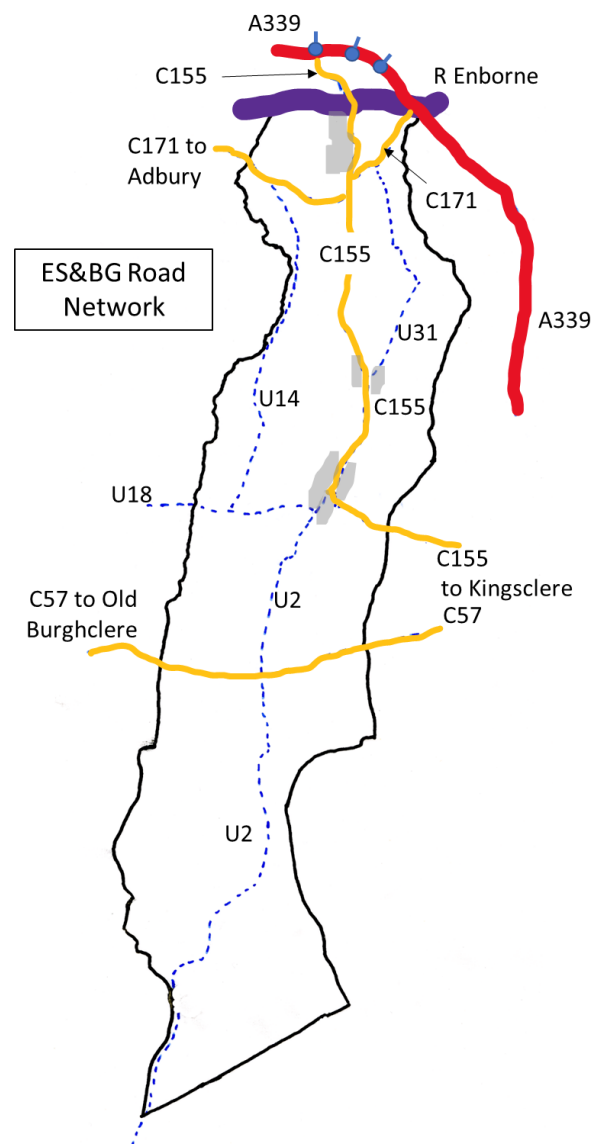 A339
C155
R Enborne
C171 to
Adbury
C171
C155
ES&BG Road
Network
A339
U31
U14
C155
U18
C155
to Kingsclere
U2
C57 to Old
Burghclere
C57
U2